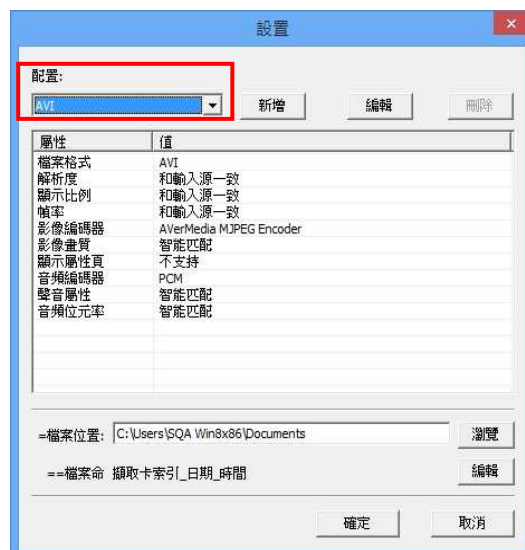 設置
配置:
AVI 新增 編輯 刪除
屬性 值
檔案格式 AVI
解析度 和輸入源一致
顯示比例 和輸入源一致
幀率 和輸入源一致
影像編碼器 AVerMedia MJPEG Encoder
影像畫質 智能匹配
顯示屬性頁 不支持
音頻編碼器 PCM
聲音屬性 智能匹配
音頻位元率 智能匹配
=檔案位置: C:\Users\SQA Win8x86\Documents 瀏覽
==檔案命 擷取卡索引_日期_時間 編輯
確定 取消